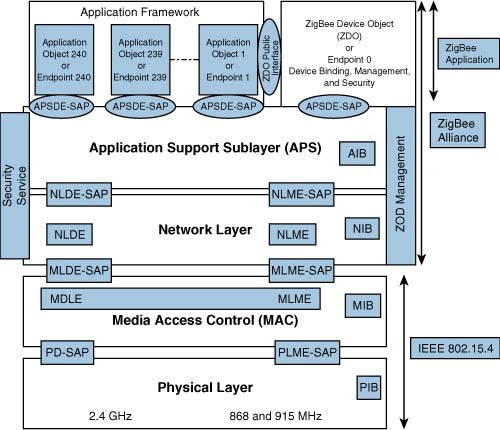 Application Framework
Application
Object 240
or
Endpoint 240
Application
Object 239
or
Endpoint 239
Application
Object 1
or
Endpoint 1
ZDO Public
Interface
ZigBee Device Object
(ZDO)
or
Endpoint 0
Device Binding, Management,
and Security
ZigBee
Application
APSDE-SAP
APSDE-SAP
APSDE-SAP
APSDE-SAP
ZigBee
Alliance
Security
Service
Application Support Sublayer (APS)
AIB
ZOD Management
NLDE-SAP
NLME-SAP
NLDE
Network Layer
NLME
NIB
MLDE-SAP
MLME-SAP
MDLE
MLME
MIB
Media Access Control (MAC)
PD-SAP
PLME-SAP
IEEE 802.15.4
Physical Layer
PIB
2.4 GHz
868 and 915 MHz